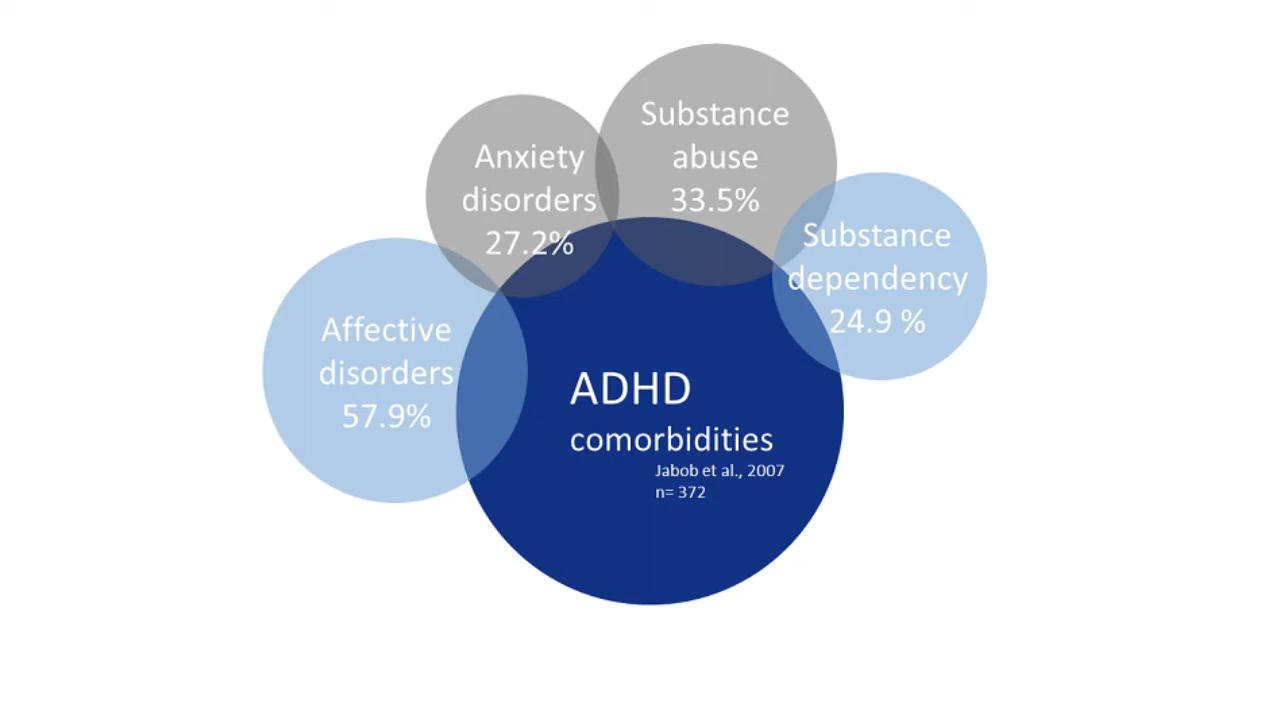 Substance
abuse
33.5%
Anxiety
disorders
27.2%
Substance
dependency
24.9 %
Affective
disorders
57.9%
ADHD
comorbidities
Jabob et al., 2007
n= 372